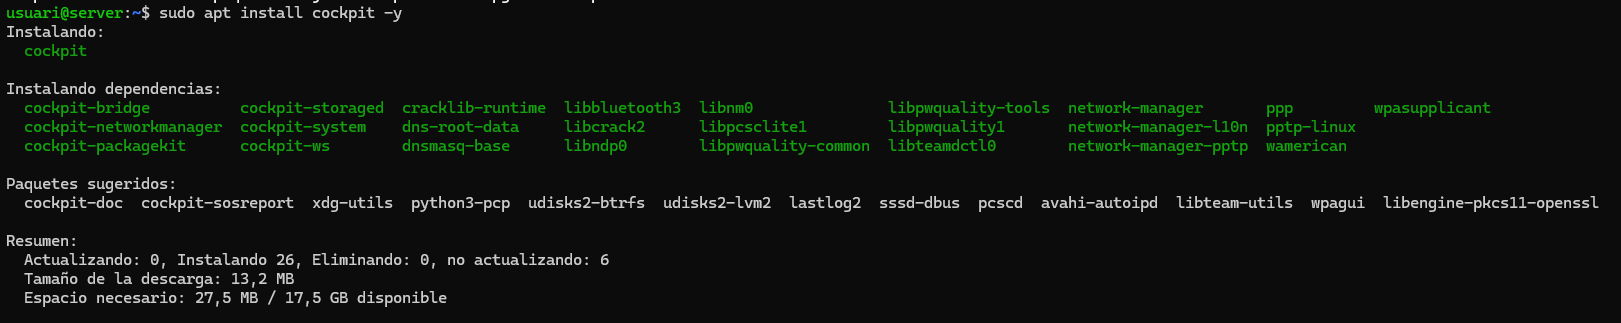 usuari@server:~$ sudo apt install cockpit -y
Instalando:
  cockpit
Instalando dependencias:
  cockpit-bridge          cockpit-storaged  cracklib-runtime  libbluetooth3  libnm0               libpwquality-tools  network-manager       ppp         wpasupplicant
  cockpit-networkmanager  cockpit-system    dns-root-data     libcrack2      libpcsclite1         libpwquality1       network-manager-l10n  pptp-linux
  cockpit-packagekit      cockpit-ws        dnsmasq-base      libndp0        libpwquality-common  libteamdctl0        network-manager-pptp  wamerican
Paquetes sugeridos:
  cockpit-doc  cockpit-sosreport  xdg-utils  python3-pcp  udisks2-btrfs  udisks2-lvm2  lastlog2  sssd-dbus  pcscd  avahi-autoipd  libteam-utils  wpagui  libengine-pkcs11-openssl
Resumen:
  Actualizando: 0, Instalando 26, Eliminando: 0, no actualizando: 6
  Tamaño de la descarga: 13,2 MB
  Espacio necesario: 27,5 MB / 17,5 GB disponible